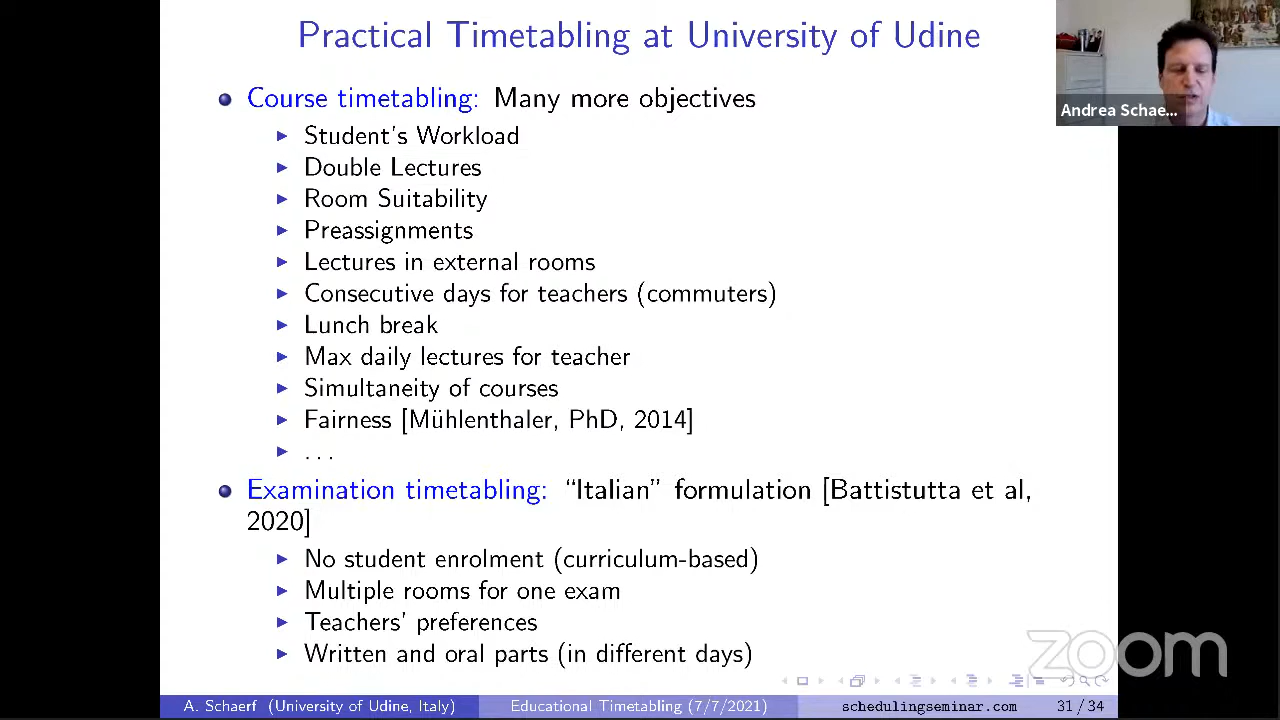 Practical Timetabling at University of Udine
Andrea Schae...
Course timetabling: Many more objectives
Student's Workload
Double Lectures
Room Suitability
Preassignments
Lectures in external rooms
Consecutive days for teachers (commuters)
Lunch break
Max daily lectures for teacher
Simultaneity of courses
Fairness [Mühlenthaler, PhD, 2014]
...
Examination timetabling: “Italian” formulation [Battistutta et al,
2020]
No student enrolment (curriculum-based)
Multiple rooms for one exam
Teachers' preferences
Written and oral parts (in different days)
zoom
A. Schaerf (University of Udine, Italy)
Educational Timetabling (7/7/2021)
schedulingseminar.com
31 / 34